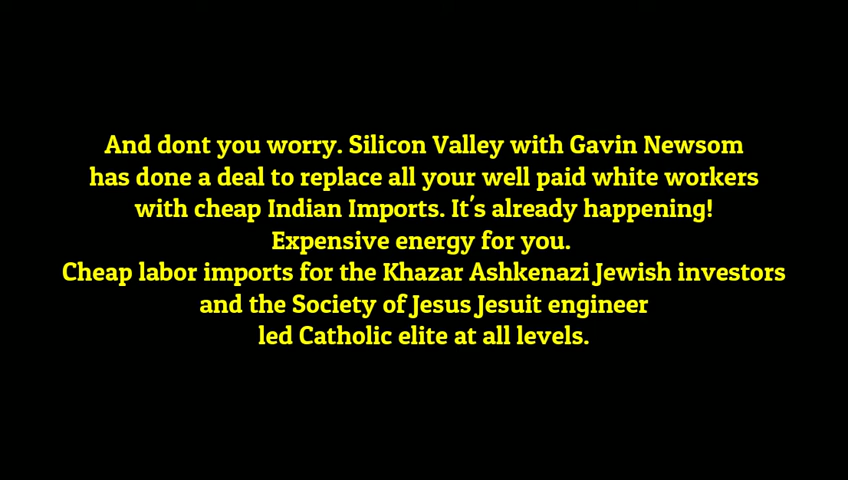 And dont you worry. Silicon Valley with Gavin Newsom
has done a deal to replace all your well paid white workers
with cheap Indian Imports. It's already happening!
Expensive energy for you.
Cheap labor imports for the Khazar Ashkenazi Jewish investors
and the Society of Jesus Jesuit engineer
led Catholic elite at all levels.